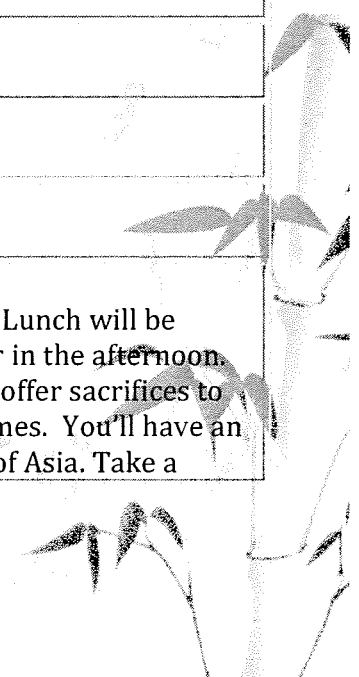 Lunch will be
r in the afternoon.
offer sacrifices to
mes. You'll have an
of Asia. Take a